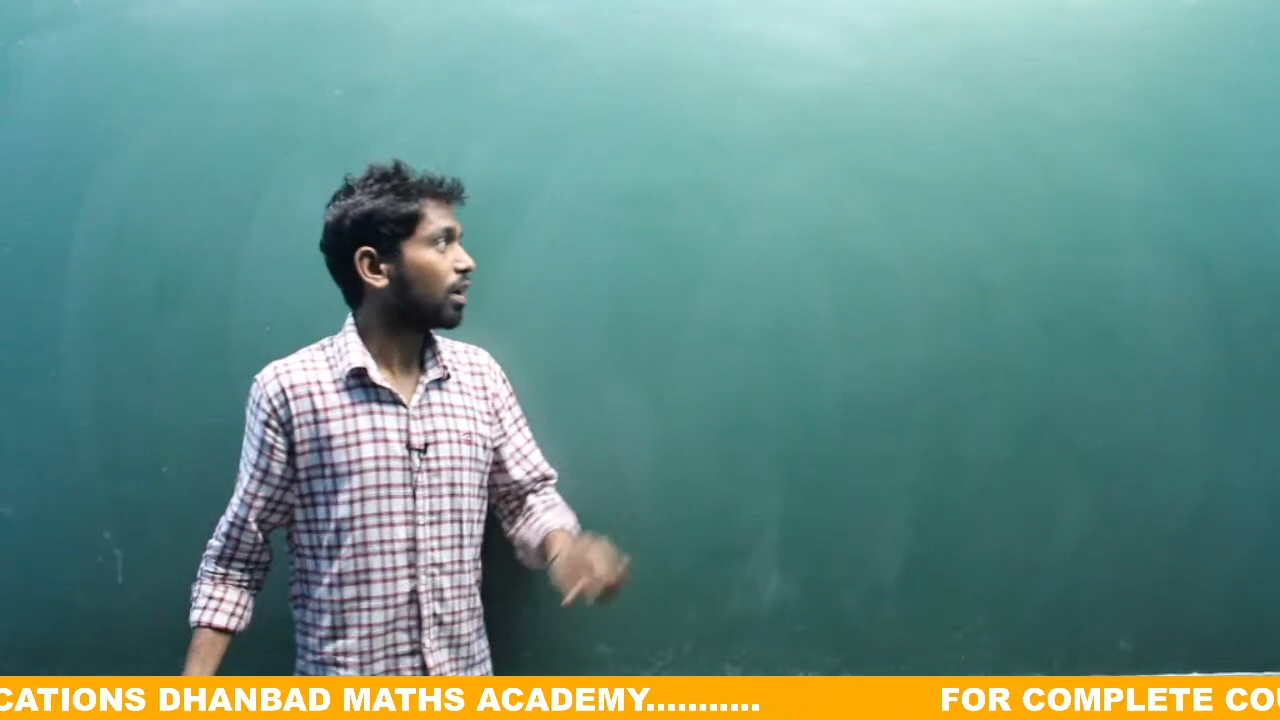 CATIONS DHANBAD MATHS ACADEMY........... FOR COMPLETE COU